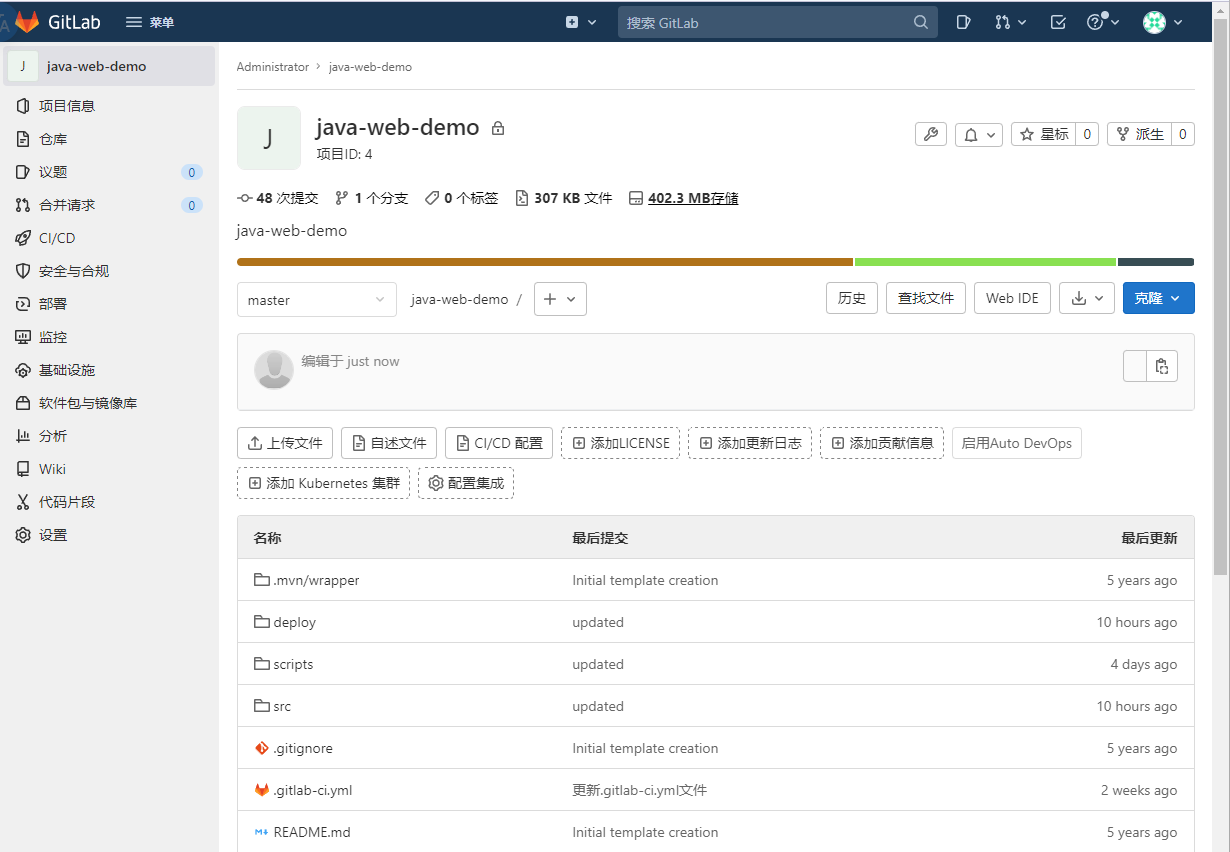 GitLab 菜单 搜索 GitLab
J java-web-demo
项目信息
仓库
议题 0
合并请求 0
CI/CD
安全与合规
部署
监控
基础设施
软件包与镜像库
分析
Wiki
代码片段
设置
Administrator › java-web-demo
J
java-web-demo
项目ID: 4
星标 0 派生 0
48 次提交 1 个分支 0 个标签 307 KB 文件 402.3 MB存储
java-web-demo
master java-web-demo / 历史 查找文件 Web IDE 克隆
编辑于 just now
上传文件 自述文件 CI/CD 配置 添加LICENSE 添加更新日志 添加贡献信息 启用Auto DevOps
添加 Kubernetes 集群 配置集成
名称 最后提交 最后更新
.mvn/wrapper Initial template creation 5 years ago
deploy updated 10 hours ago
scripts updated 4 days ago
src updated 10 hours ago
.gitignore Initial template creation 5 years ago
.gitlab-ci.yml 更新.gitlab-ci.yml文件 2 weeks ago
README.md Initial template creation 5 years ago